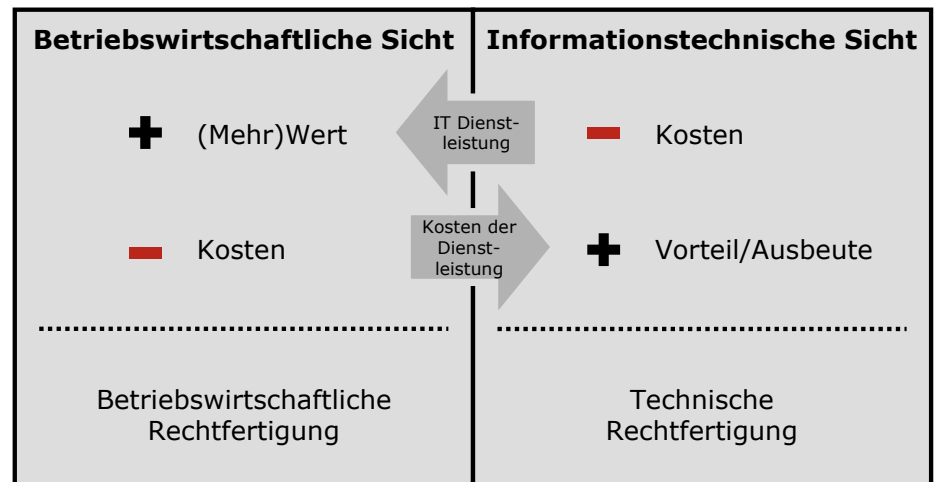 Betriebswirtschaftliche Sicht
Informationstechnische Sicht
(Mehr)Wert
IT Dienst-
leistung
Kosten
Kosten
Kosten der
Dienst-
leistung
Vorteil/Ausbeute
Betriebswirtschaftliche
Rechtfertigung
Technische
Rechtfertigung